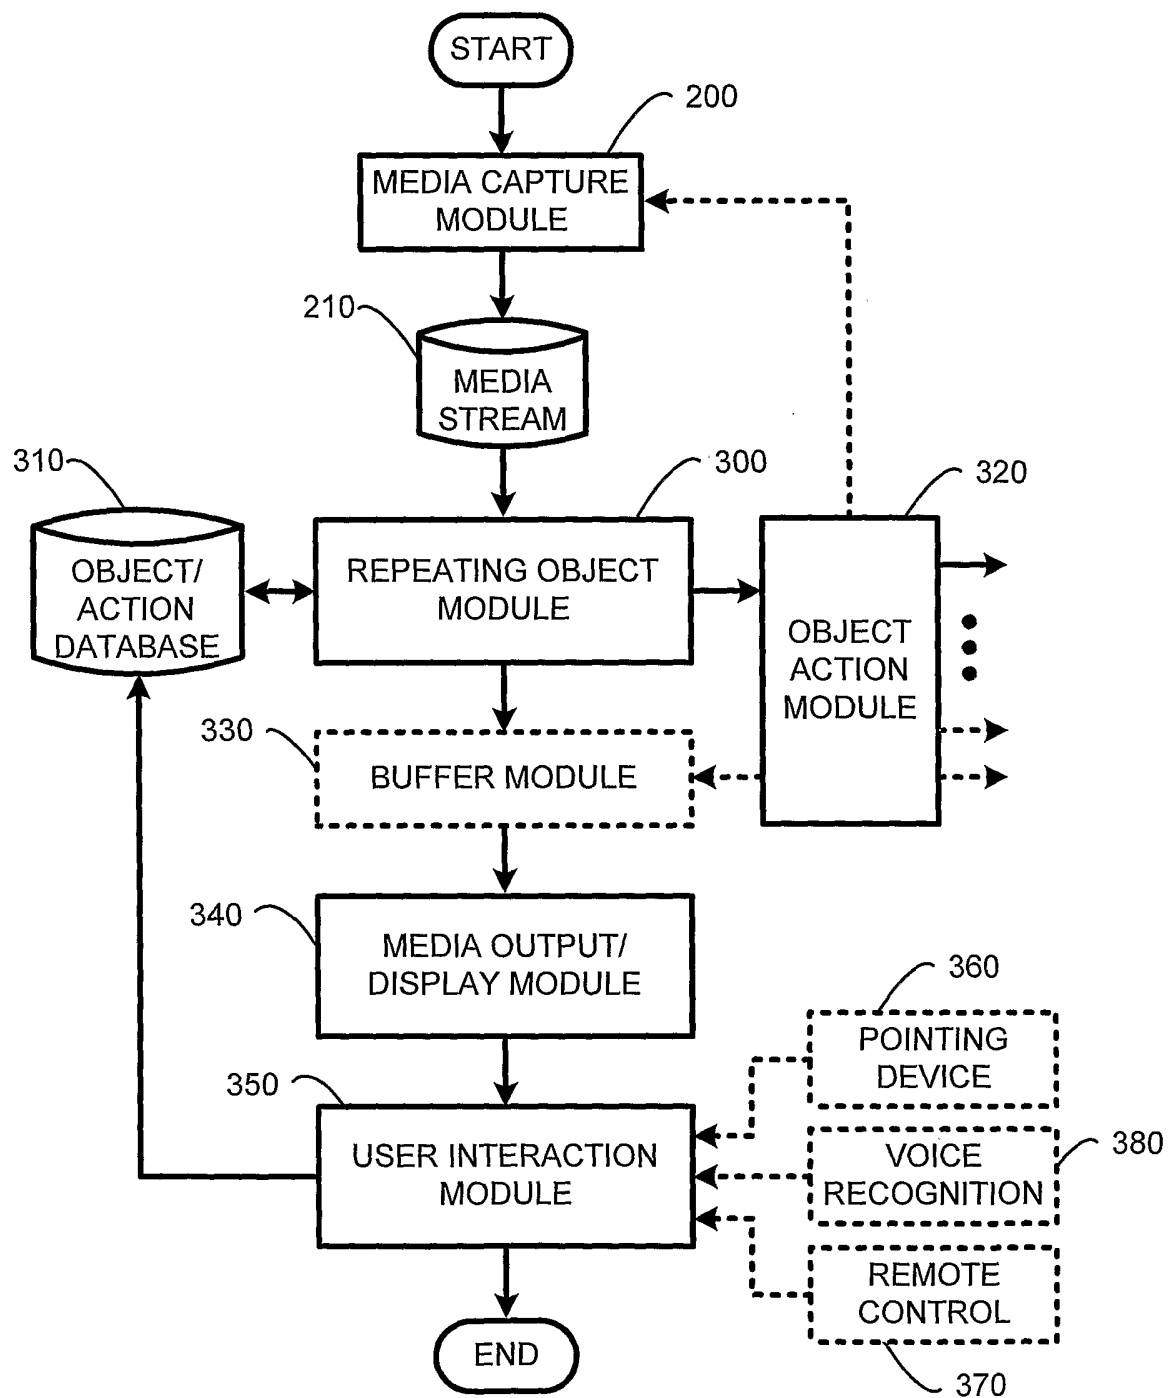 START
200
MEDIA CAPTURE
MODULE
210
MEDIA
STREAM
310
300
320
OBJECT/
ACTION
DATABASE
REPEATING OBJECT
MODULE
OBJECT
ACTION
MODULE
330
BUFFER MODULE
340
MEDIA OUTPUT/
DISPLAY MODULE
360
POINTING
DEVICE
350
USER INTERACTION
MODULE
380
VOICE
RECOGNITION
REMOTE
CONTROL
370
END